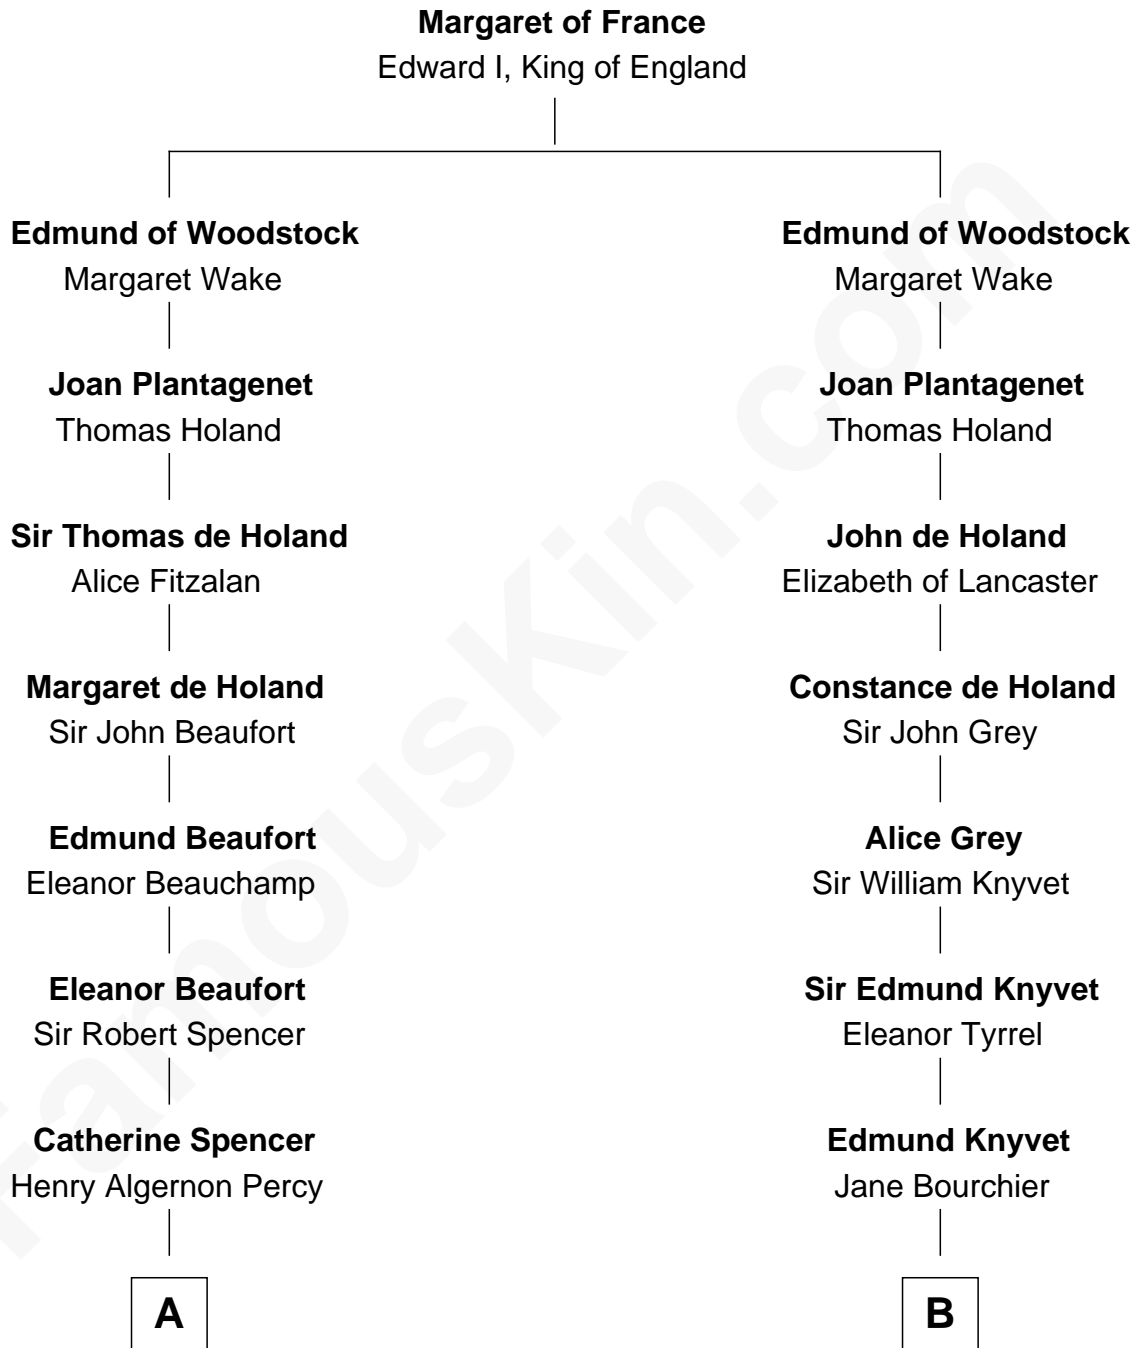 Margaret of France
Edward I, King of England
Edmund of Woodstock
Margaret Wake
Edmund of Woodstock
Margaret Wake
Joan Plantagenet
Thomas Holand
Joan Plantagenet
Thomas Holand
Sir Thomas de Holand
Alice Fitzalan
John de Holand
Elizabeth of Lancaster
Margaret de Holand
Sir John Beaufort
Constance de Holand
Sir John Grey
Edmund Beaufort
Eleanor Beauchamp
Alice Grey
Sir William Knyvet
Eleanor Beaufort
Sir Robert Spencer
Sir Edmund Knyvet
Eleanor Tyrrel
Catherine Spencer
Henry Algernon Percy
Edmund Knyvet
Jane Bourchier
A
B
FamousKin.com